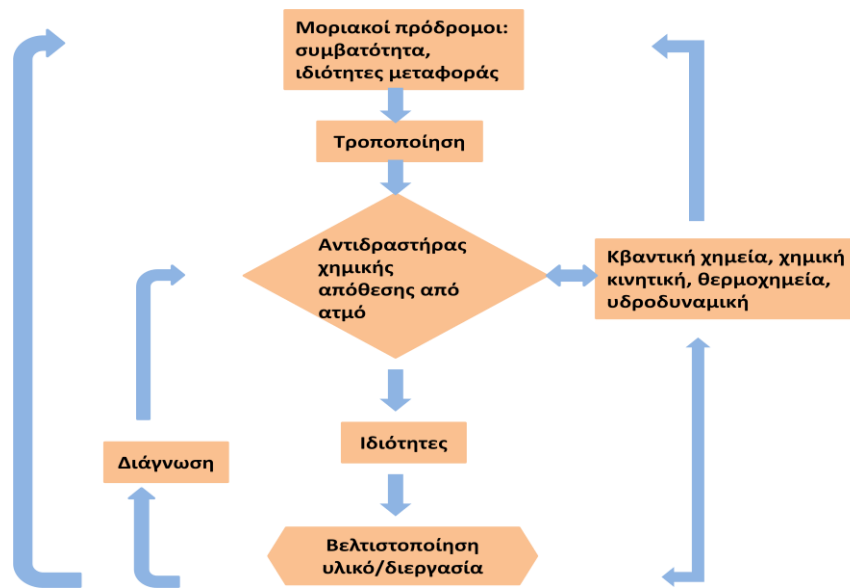 Μοριακοί πρόδρομοι:
συμβατότητα,
ιδιότητες μεταφοράς
Τροποποίηση
Αντιδραστήρας
χημικής
απόθεσης από
ατμό
Κβαντική χημεία, χημική
κινητική, θερμοχημεία,
υδροδυναμική
Ιδιότητες
Διάγνωση
Βελτιστοποίηση
υλικό/διεργασία